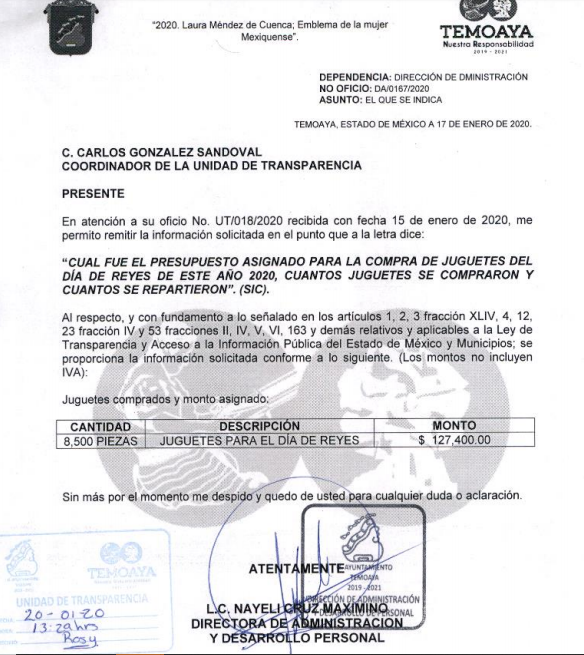 "2020. Laura Méndez de Cuenca; Emblema de la mujer
Mexiquense".
TEMOAYA
Nuestra Responsabilidad
2019 - 2021
DEPENDENCIA: DIRECCIÓN DE DMINISTRACIÓN
NO OFICIO: DA/0167/2020
ASUNTO: EL QUE SE INDICA
TEMOAYA, ESTADO DE MÉXICO A 17 DE ENERO DE 2020.
C. CARLOS GONZALEZ SANDOVAL
COORDINADOR DE LA UNIDAD DE TRANSPARENCIA
PRESENTE
En atención a su oficio No. UT/018/2020 recibida con fecha 15 de enero de 2020, me
permito remitir la información solicitada en el punto que a la letra dice:
"CUAL FUE EL PRESUPUESTO ASIGNADO PARA LA COMPRA DE JUGUETES DEL
DÍA DE REYES DE ESTE AÑO 2020, CUANTOS JUGUETES SE COMPRARON Y
CUANTOS SE REPARTIERON". (SIC).
Al respecto, y con fundamento a lo señalado en los artículos 1, 2, 3 fracción XLIV, 4, 12,
23 fracción IV y 53 fracciones II, IV, V, VI, 163 y demás relativos y aplicables a la Ley de
Transparencia y Acceso a la Información Pública del Estado de México y Municipios; se
proporciona la información solicitada conforme a lo siguiente. (Los montos no incluyen
IVA):
Juguetes comprados y monto asignado:
CANTIDAD DESCRIPCIÓN MONTO
8,500 PIEZAS JUGUETES PARA EL DÍA DE REYES $ 127,400.00
Sin más por el momento me despido y quedo de usted para cualquier duda o aclaración.
ATENTAMENTE
AYUNTAMIENTO
TEMOAYA
2019 - 2021
DIRECCIÓN DE ADMINISTRACIÓN
Y DESARROLLO DE PERSONAL
L.C. NAYELI CRUZ MAXIMINO
DIRECTORA DE ADMINISTRACION
Y DESARROLLO PERSONAL
TEMOAYA
UNIDAD DE TRANSPARENCIA
20-01-20
13:29hrs
Rosy